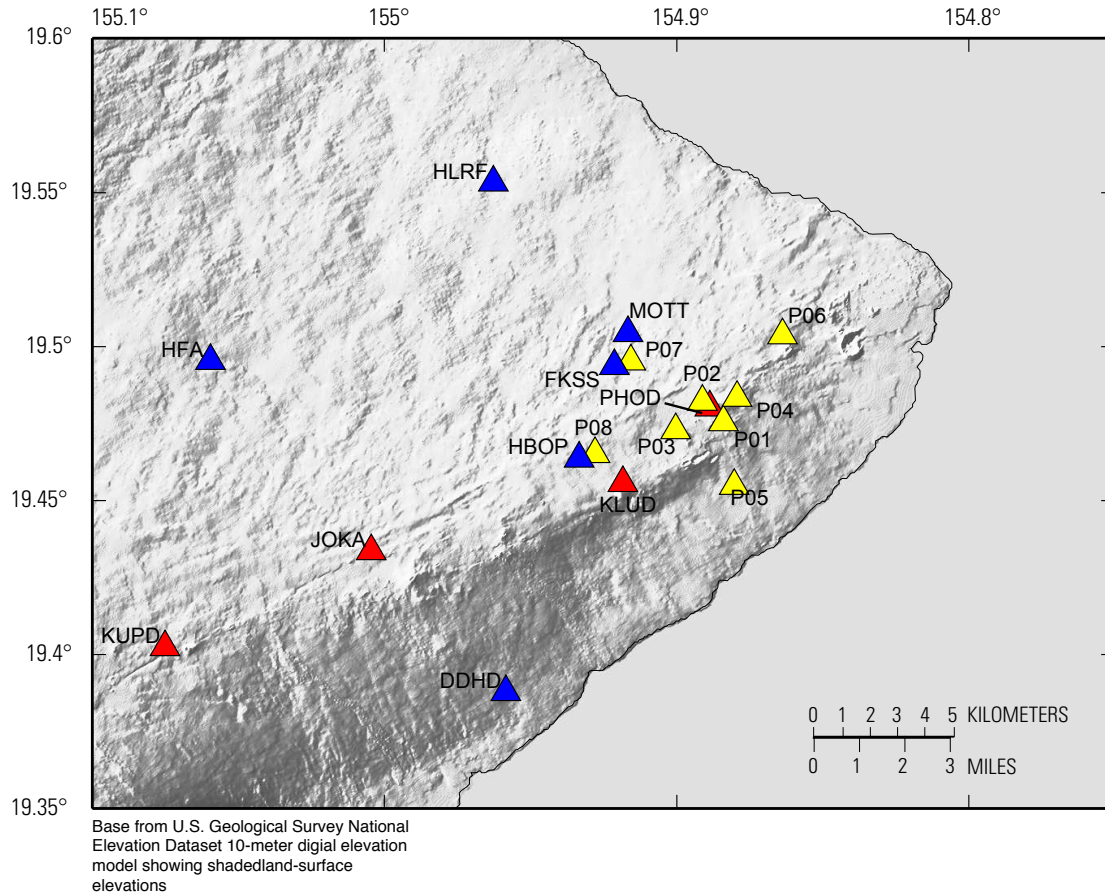 155.1°
155°
154.9°
154.8°
19.6°
HLRF
19.55°
MOTT
P06
19.5°
HFA
P07
FKSS
P02
PHOD
P04
P08
P03
P01
HBOP
P05
KLUD
19.45°
JOKA
KUPD
19.4°
DDHD
0 1 2 3 4 5 KILOMETERS
0 1 2 3 MILES
19.35°
Base from U.S. Geological Survey National
Elevation Dataset 10-meter digial elevation
model showing shadedland-surface
elevations